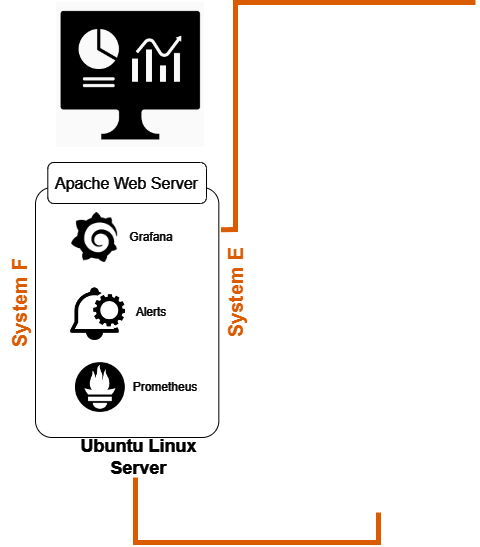 Apache Web Server
Grafana
System F
System E
Alerts
Prometheus
Ubuntu Linux
Server